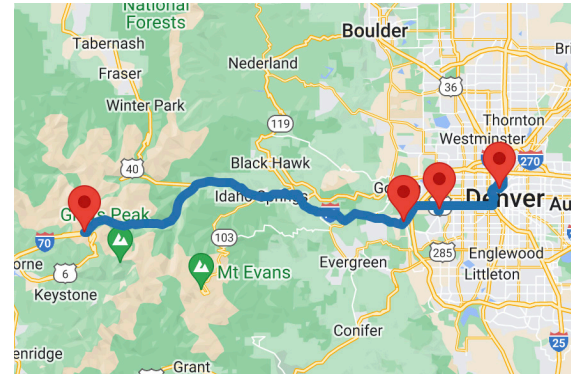 National
Forests
Tabernash
Boulder
Fraser
Nederland
36
Winter Park
Thornton
119
Westminster
270
40
Black Hawk
Denver
Idaho Springs
Peak
70
103
Mt Evans
285
Englewood
6
Evergreen
Littleton
Keystone
Conifer
25
Grant